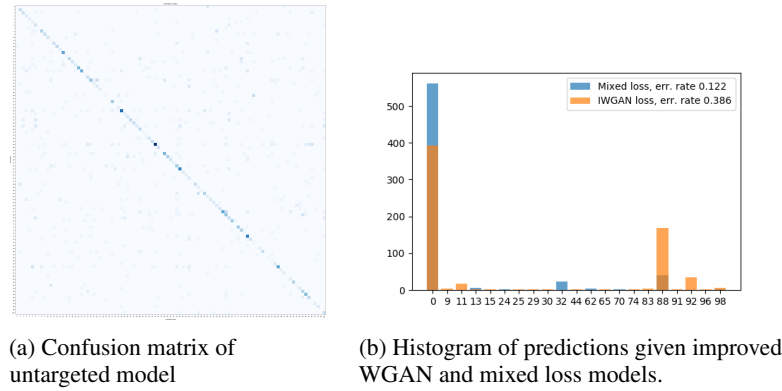 Mixed loss, err. rate 0.122
IWGAN loss, err. rate 0.386
500
400
300
200
100
0
0 9 11 13 15 24 25 29 30 32 44 62 65 70 74 83 88 91 92 96 98
(a) Confusion matrix of
untargeted model
(b) Histogram of predictions given improved
WGAN and mixed loss models.